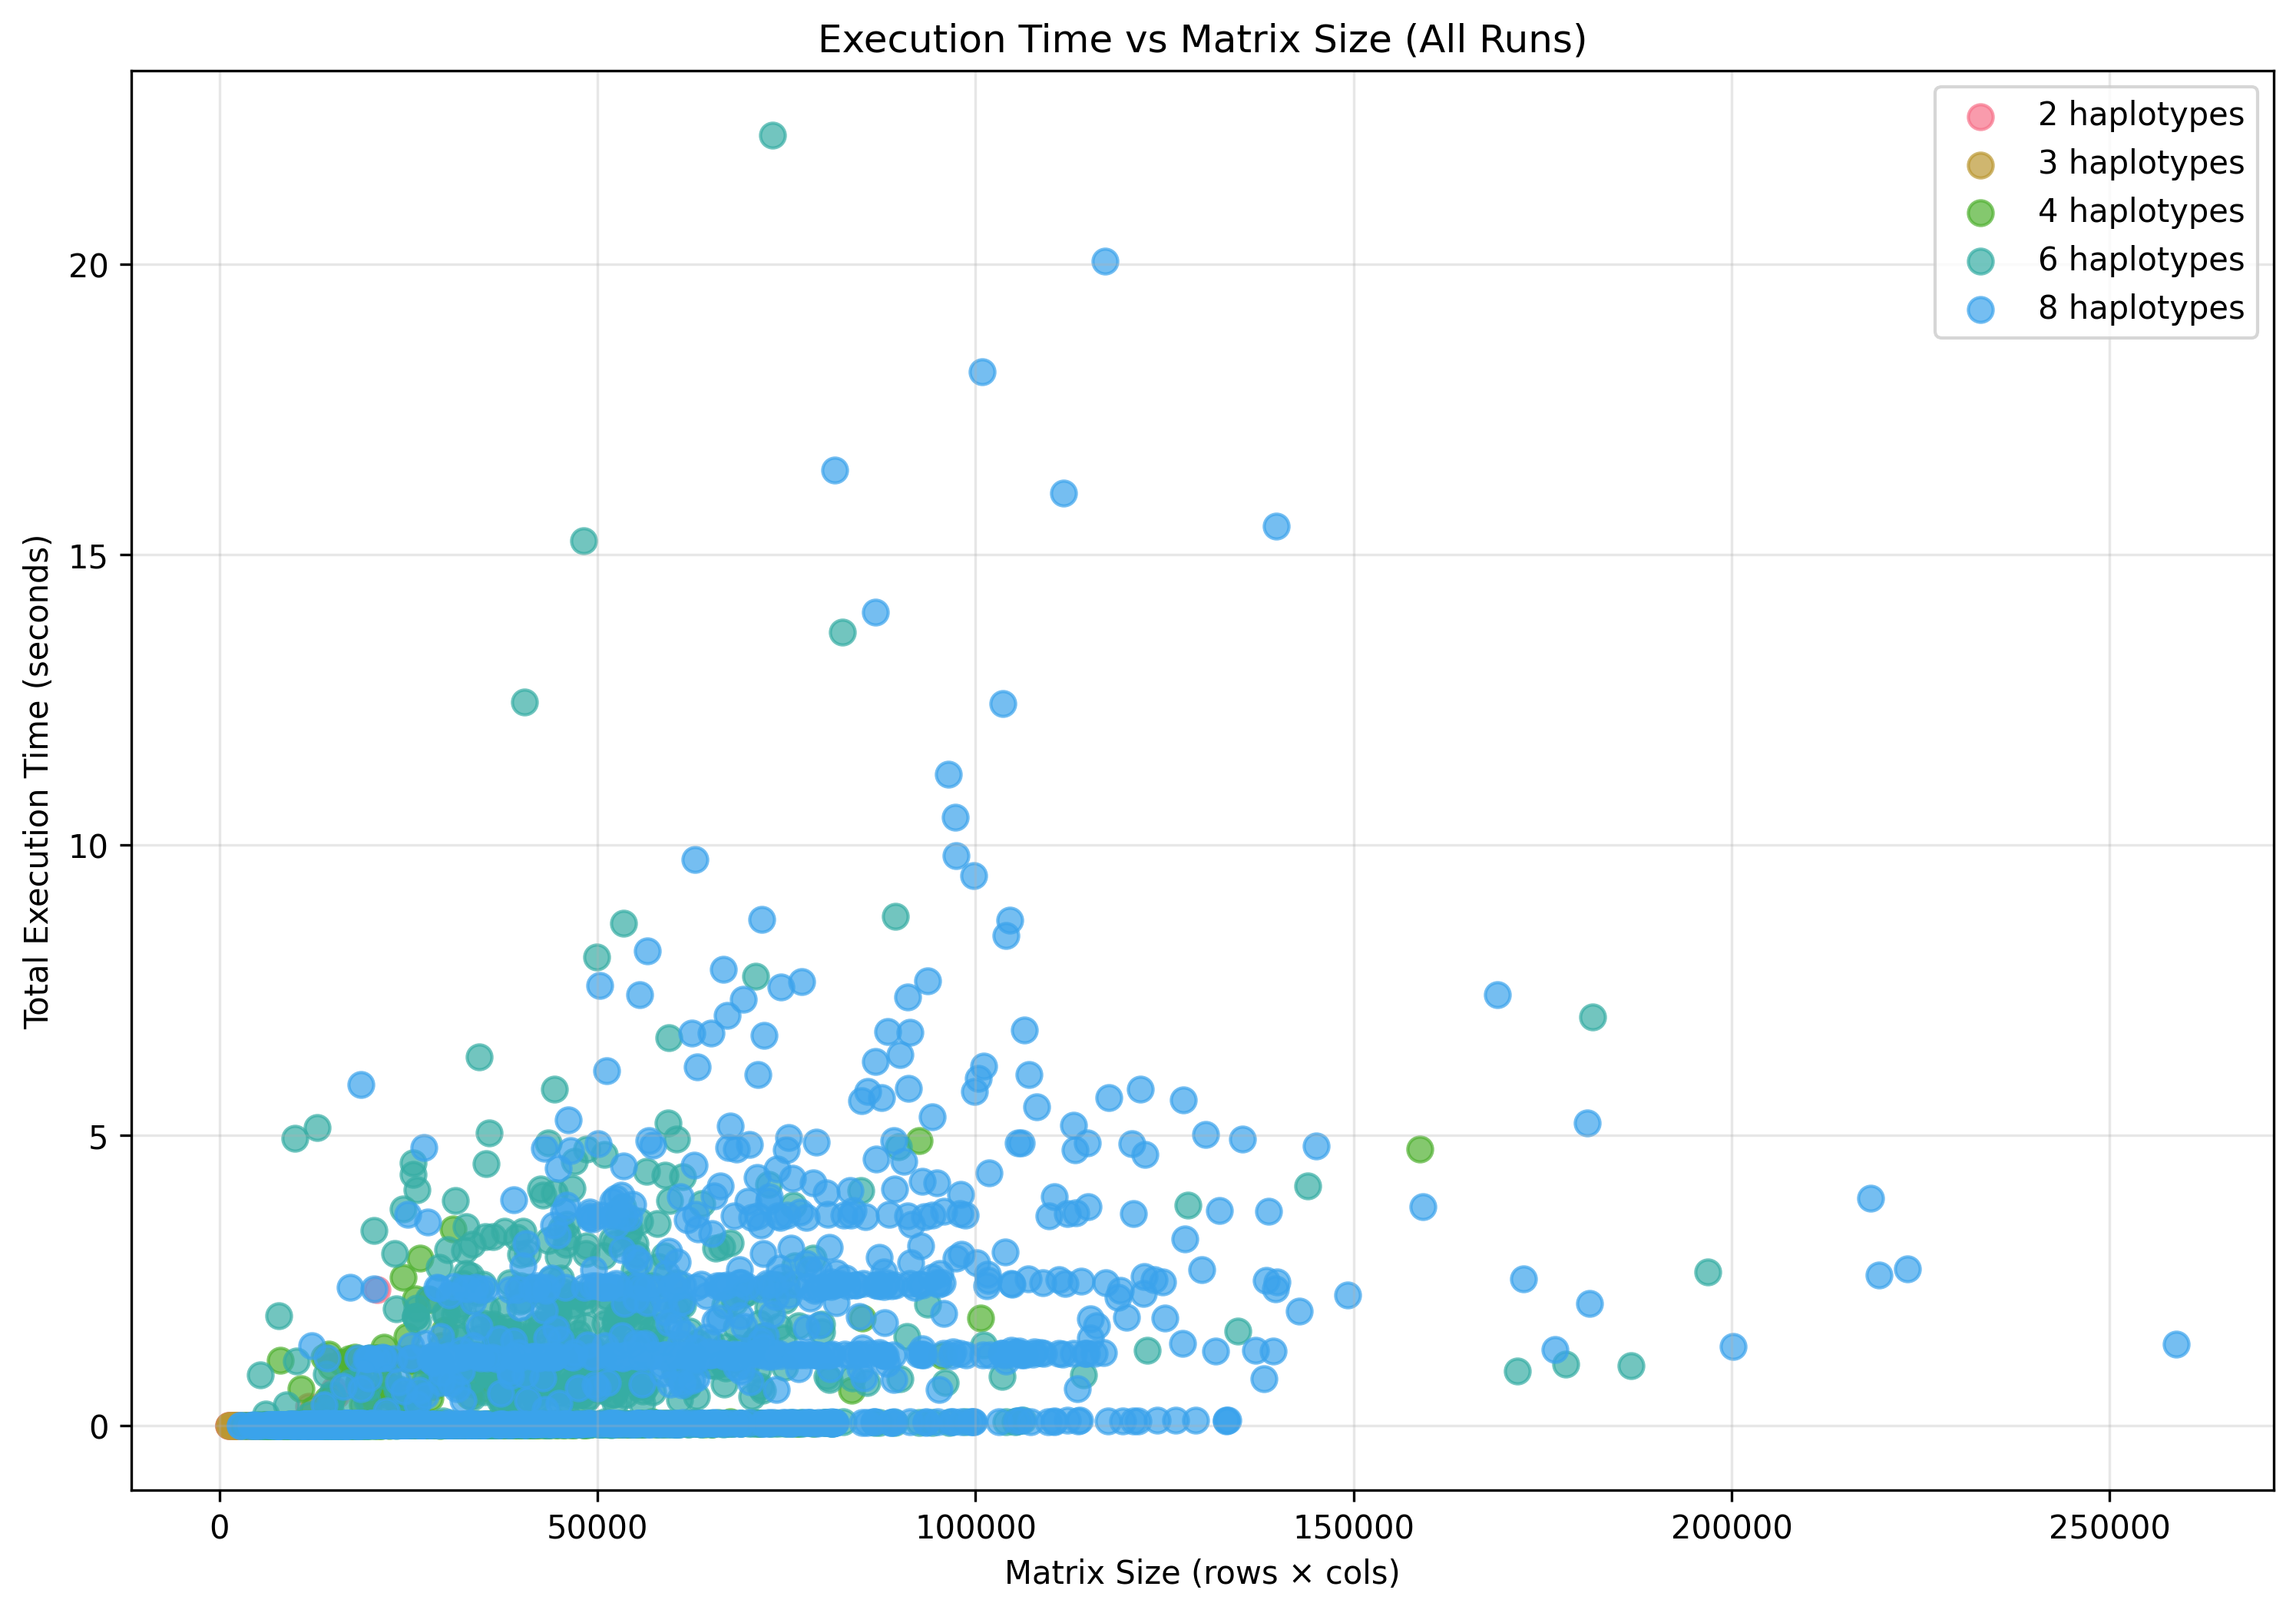 Execution Time vs Matrix Size (All Runs)
2 haplotypes
3 haplotypes
4 haplotypes
6 haplotypes
8 haplotypes
Total Execution Time (seconds)
20
15
10
5
0
0 50000 100000 150000 200000 250000
Matrix Size (rows × cols)